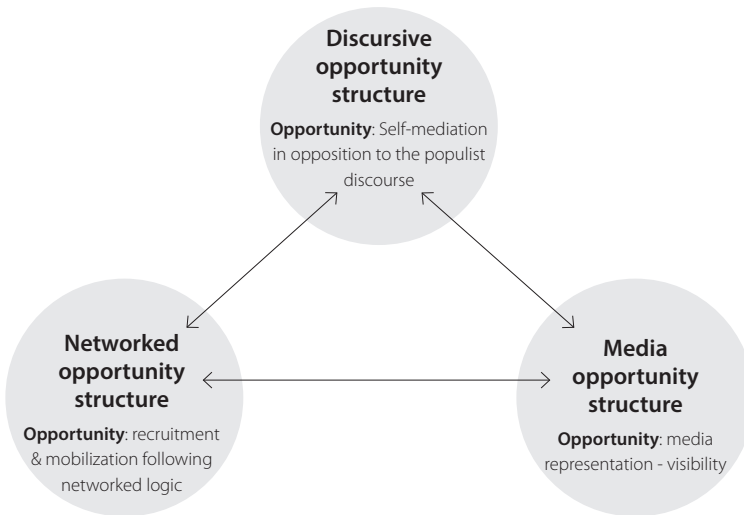 Discursive
opportunity
structure
Opportunity: Self-mediation
in opposition to the populist
discourse
Networked
opportunity
structure
Opportunity: recruitment
& mobilization following
networked logic
Media
opportunity
structure
Opportunity: media
representation - visibility